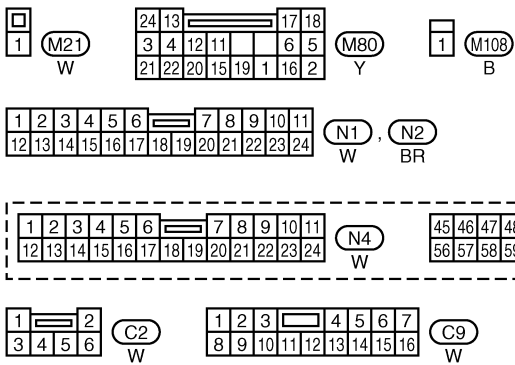 24 13 17 18
1 M21 3 4 12 11 6 5 M80 1 M108
W 21 22 20 15 19 1 16 2 Y B
1 2 3 4 5 6 7 8 9 10 11 N1 , N2
12 13 14 15 16 17 18 19 20 21 22 23 24 W BR
1 2 3 4 5 6 7 8 9 10 11 N4 45 46 47 48
12 13 14 15 16 17 18 19 20 21 22 23 24 W 56 57 58 59
1 2 C2 1 2 3 4 5 6 7 C9
3 4 5 6 W 8 9 10 11 12 13 14 15 16 W